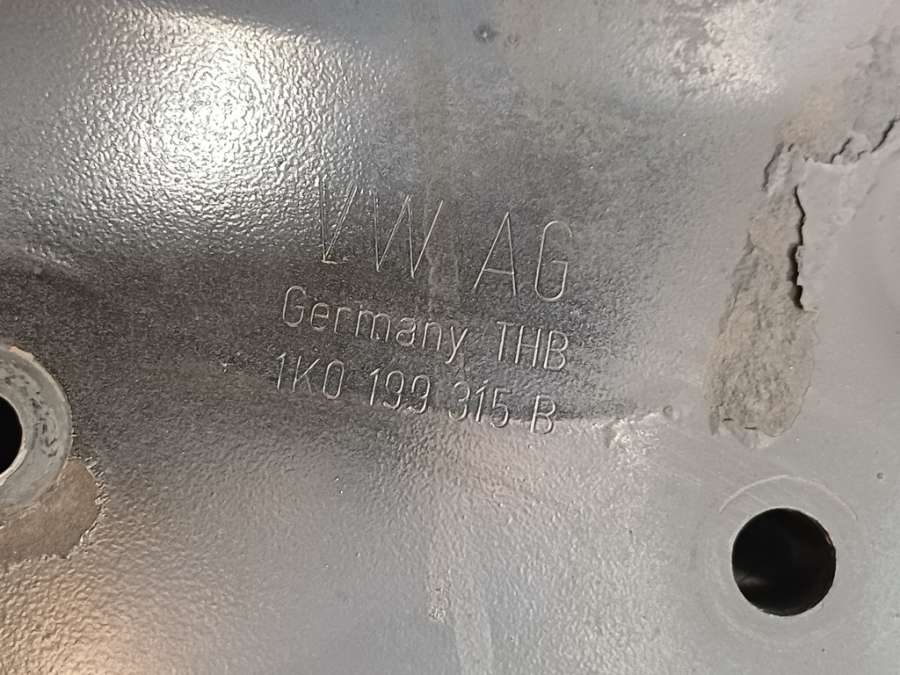 VW AG
Germany THB
1K0 199 315 B